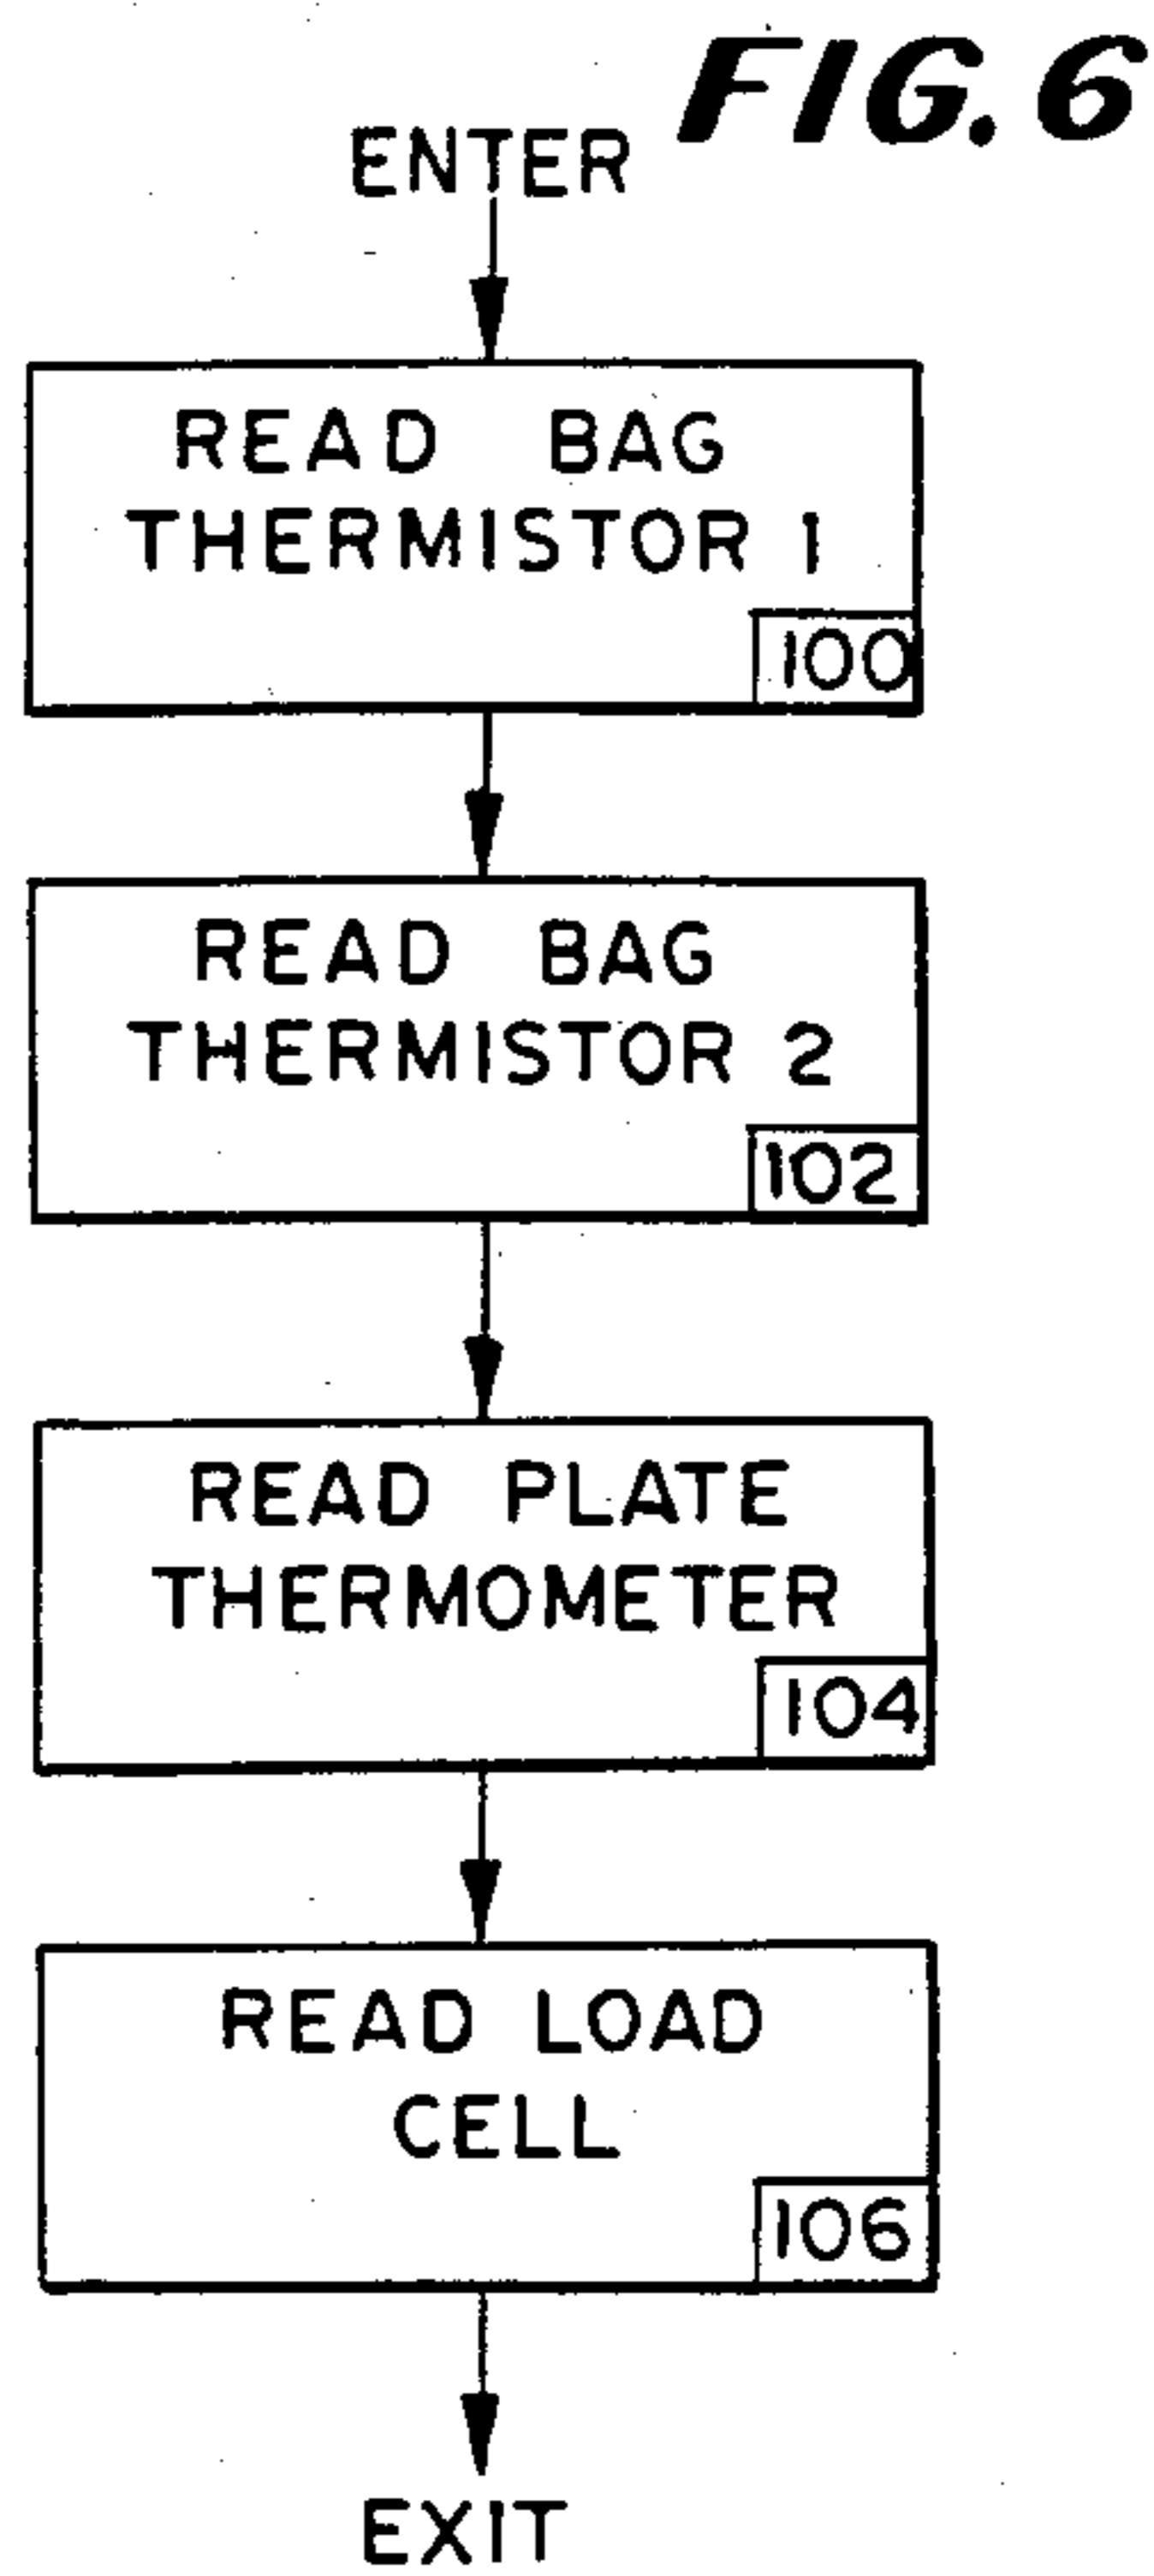 FIG. 6
ENTER
READ BAG
THERMISTOR 1
100
READ BAG
THERMISTOR 2
102
READ PLATE
THERMOMETER
104
READ LOAD
CELL
106
EXIT